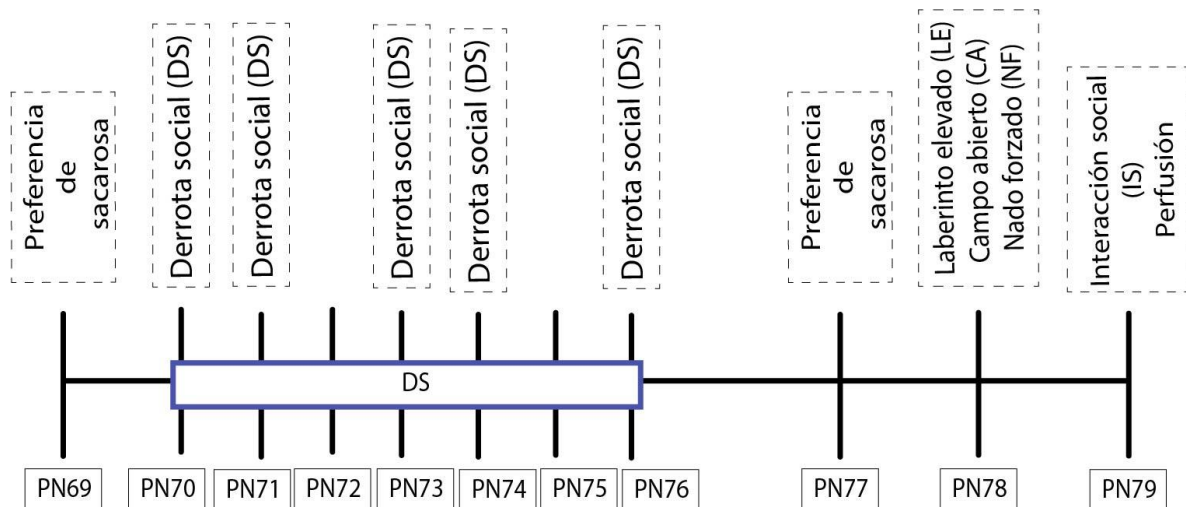 Preferencia
de
sacarosa
Derrota social (DS)
Derrota social (DS)
Derrota social (DS)
Derrota social (DS)
Derrota social (DS)
Preferencia
de
sacarosa
Laberinto elevado (LE)
Campo abierto (CA)
Nado forzado (NF)
Interacción social
(IS)
Perfusión
DS
PN69
PN70
PN71
PN72
PN73
PN74
PN75
PN76
PN77
PN78
PN79